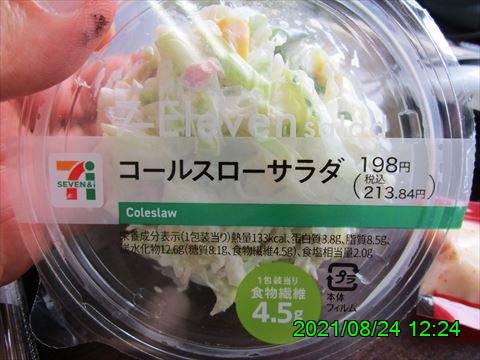 7-Eleven salad
SEVEN&i
コールスローサラダ 198円
(税込
213.84円)
Coleslaw
栄養成分表示(1包装当り)熱量133kcal、蛋白質3.8g、脂質8.5g、
炭水化物12.6g(糖質8.1g、食物繊維4.5g)、食塩相当量2.0g
1包装当り
食物繊維
4.5g
プラ
本体
フィルム
2021/08/24 12:24